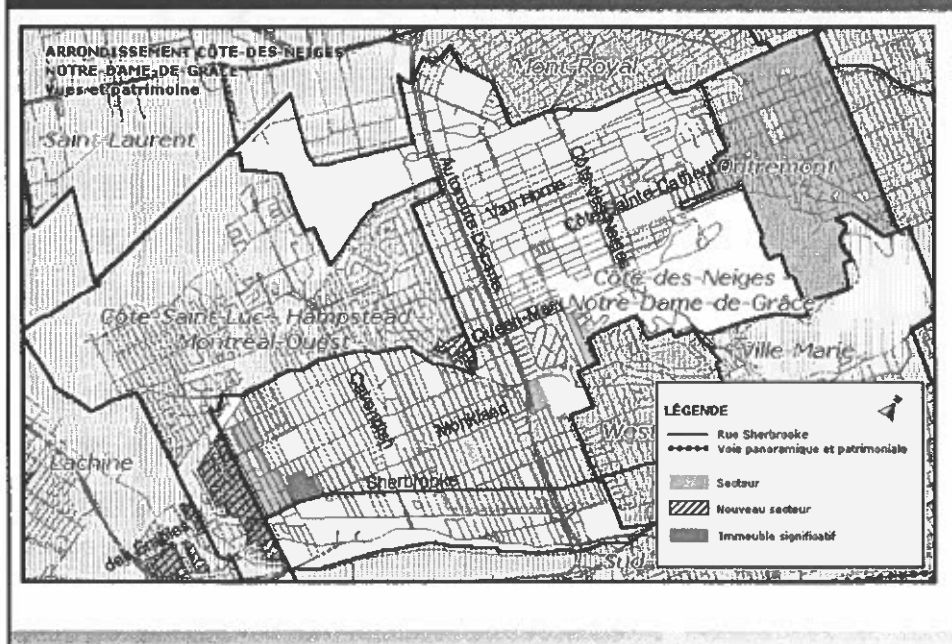 ARRONDISSEMENT CÔTE-DES-NEIGES
NOTRE-DAME-DE-GRÂCE
Vues et patrimoine
Mont-Royal
Saint-Laurent
Outremont
Autoroute Décarie
Van Horne
Côte-des-Neiges
Côte-Sainte-Catherine
Côte-des-Neiges
Notre-Dame-de-Grâce
Côte-Saint-Luc - Hampstead -
Montréal-Ouest
Queen-Mary
Ville-Marie
Cavendish
Monkland
Sherbrooke
Lachine
Sud
LÉGENDE
Rue Sherbrooke
Voie panoramique et patrimoniale
Secteur
Nouveau secteur
Immeuble significatif